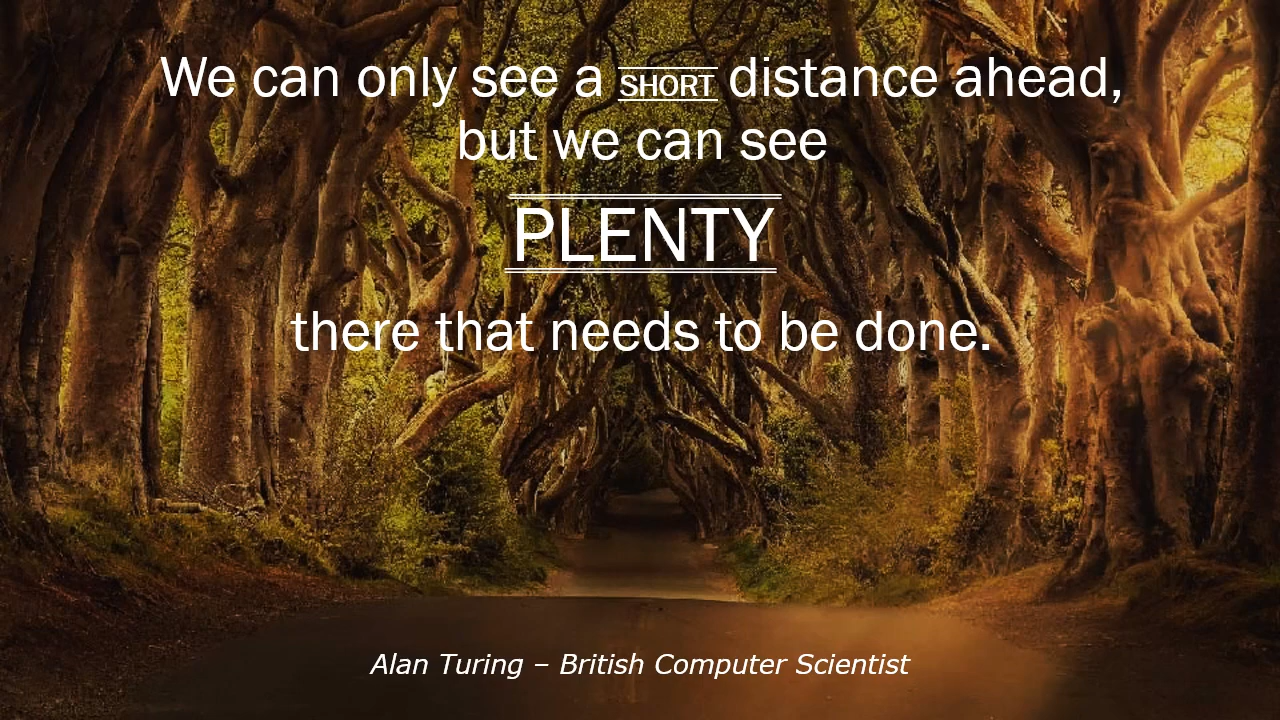 We can only see a SHORT distance ahead,
but we can see
PLENTY
there that needs to be done.
Alan Turing – British Computer Scientist